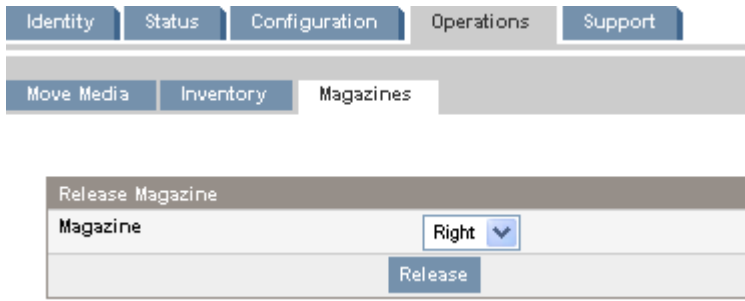 Identity Status Configuration Operations Support
Move Media Inventory Magazines
Release Magazine
Magazine Right
Release